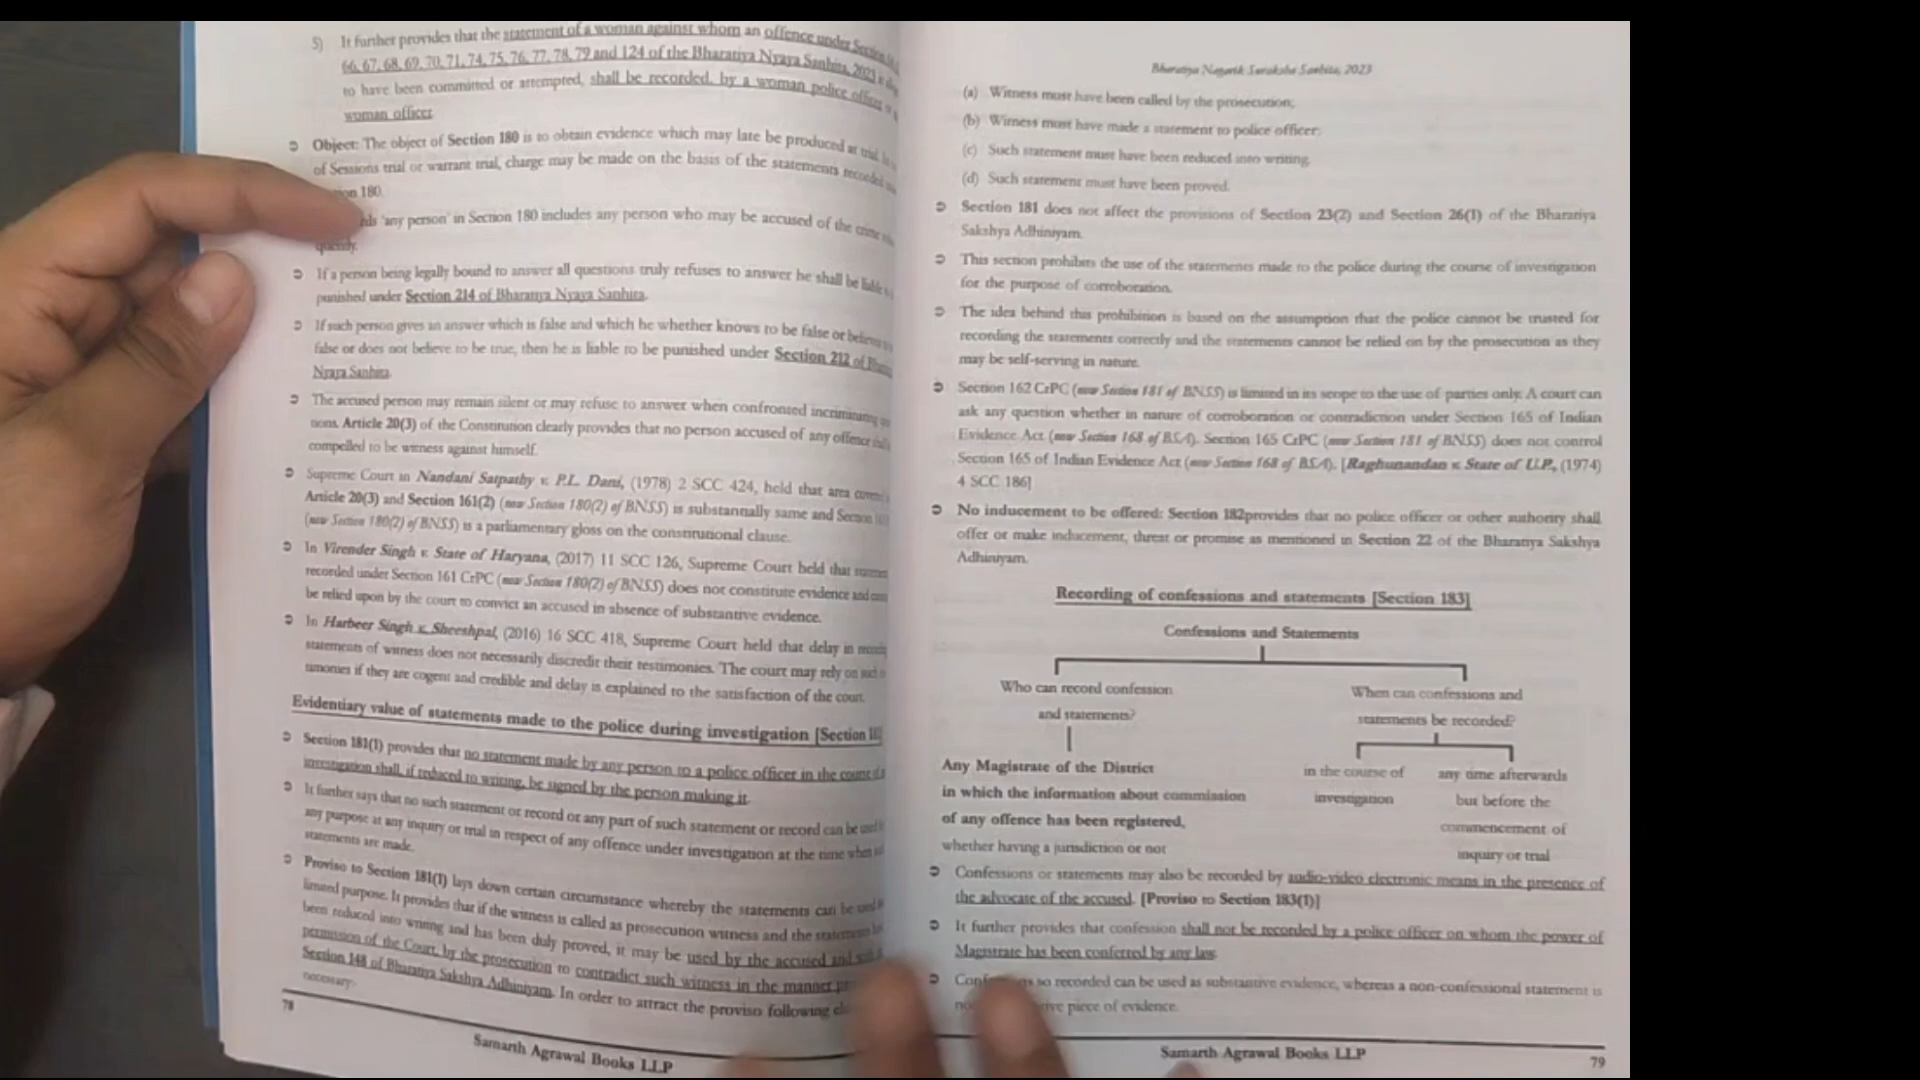 5) It further provides that the statement of a woman against whom an offence under Section
66, 67, 68, 69, 70, 71, 74, 75, 76, 77, 78, 79 and 124 of the Bharatiya Nyaya Sanhita, 2023 is
to have been committed or attempted, shall be recorded, by a woman police officer
woman officer.
Object: The object of Section 180 is to obtain evidence which may late be produced at trial. In
of Sessions trial or warrant trial, charge may be made on the basis of the statements recorded
180.
'any person' in Section 180 includes any person who may be accused of the crime
quently.
If a person being legally bound to answer all questions truly refuses to answer he shall be liable
punished under Section 214 of Bharatiya Nyaya Sanhita.
If such person gives an answer which is false and which he whether knows to be false or believes
false or does not believe to be true, then he is liable to be punished under Section 212 of
Nyaya Sanhita.
The accused person may remain silent or may refuse to answer when confronted incriminating
tions. Article 20(3) of the Constitution clearly provides that no person accused of any offence
compelled to be witness against himself.
Supreme Court in Nandani Satpathy v. P.L. Dani, (1978) 2 SCC 424, held that area
Article 20(3) and Section 161(2) (now Section 180(2) of BNSS) is substantially same and Section
(now Section 180(2) of BNSS) is a parliamentary gloss on the constitutional clause.
In Virender Singh v. State of Haryana, (2017) 11 SCC 126, Supreme Court held that
recorded under Section 161 CrPC (now Section 180(2) of BNSS) does not constitute evidence and
be relied upon by the court to convict an accused in absence of substantive evidence.
In Harbeer Singh v. Sheeshpal, (2016) 16 SCC 418, Supreme Court held that delay in
statements of witness does not necessarily discredit their testimonies. The court may rely on such
timonies if they are cogent and credible and delay is explained to the satisfaction of the court.
Evidentiary value of statements made to the police during investigation [Section
Section 181(1) provides that no statement made by any person to a police officer in the course of
investigation shall, if reduced to writing, be signed by the person making it.
It further says that no such statement or record or any part of such statement or record can be used
any purpose at any inquiry or trial in respect of any offence under investigation at the time when
statements are made.
Proviso to Section 181(1) lays down certain circumstance whereby the statements can be used
limited purpose. It provides that if the witness is called as prosecution witness and the statement
been reduced into writing and has been duly proved, it may be used by the accused and
permission of the Court, by the prosecution to contradict such witness in the manner
Section 148 of Bharatiya Sakshya Adhiniyam. In order to attract the proviso following
necessary-
78
Samarth Agrawal Books LLP
Bharatiya Nagarik Suraksha Sanhita, 2023
(a) Witness must have been called by the prosecution;
(b) Witness must have made a statement to police officer;
(c) Such statement must have been reduced into writing.
(d) Such statement must have been proved.
Section 181 does not affect the provisions of Section 23(2) and Section 26(1) of the Bharatiya
Sakshya Adhiniyam.
This section prohibits the use of the statements made to the police during the course of investigation
for the purpose of corroboration.
The idea behind this prohibition is based on the assumption that the police cannot be trusted for
recording the statements correctly and the statements cannot be relied on by the prosecution as they
may be self-serving in nature.
Section 162 CrPC (now Section 181 of BNSS) is limited in its scope to the use of parties only. A court can
ask any question whether in nature of corroboration or contradiction under Section 165 of Indian
Evidence Act (now Section 168 of BSA). Section 165 CrPC (now Section 181 of BNSS) does not control
Section 165 of Indian Evidence Act (now Section 168 of BSA). [Raghunandan v. State of U.P., (1974)
4 SCC 186]
No inducement to be offered: Section 182provides that no police officer or other authority shall
offer or make inducement, threat or promise as mentioned in Section 22 of the Bharatiya Sakshya
Adhiniyam.
Recording of confessions and statements [Section 183]
Confessions and Statements
Who can record confession
and statements?
Any Magistrate of the District
in which the information about commission
of any offence has been registered,
whether having a jurisdiction or not
When can confessions and
statements be recorded?
in the course of
investigation
any time afterwards
but before the
commencement of
inquiry or trial
Confessions or statements may also be recorded by audio-video electronic means in the presence of
the advocate of the accused. [Proviso to Section 183(1)]
It further provides that confession shall not be recorded by a police officer on whom the power of
Magistrate has been conferred by any law.
so recorded can be used as substantive evidence, whereas a non-confessional statement is
piece of evidence.
Samarth Agrawal Books LLP
79